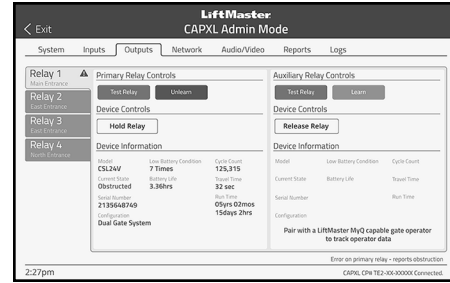 LiftMaster
< Exit
CAPXL Admin Mode
System Inputs Outputs Network Audio/Video Reports Logs
Relay 1
Main Entrance
Relay 2
East Entrance
Relay 3
East Entrance
Relay 4
North Entrance
Primary Relay Controls
Test Relay Unlearn
Device Controls
Hold Relay
Device Information
Model Low Battery Condition Cycle Count
CSL24V 7 Times 125,315
Current State Battery Life Travel Time
Obstructed 3.36hrs 32 sec
Serial Number Run Time
2135648749 05yrs 02mos
15days 2hrs
Configuration
Dual Gate System
Auxiliary Relay Controls
Test Relay Learn
Device Controls
Release Relay
Device Information
Model Low Battery Condition Cycle Count
Current State Battery Life Travel Time
Serial Number Run Time
Configuration
Pair with a LiftMaster MyQ capable gate operator
to track operator data
Error on primary relay - reports obstruction
2:27pm
CAPXL CP# TE2-XX-XXXXX Connected.